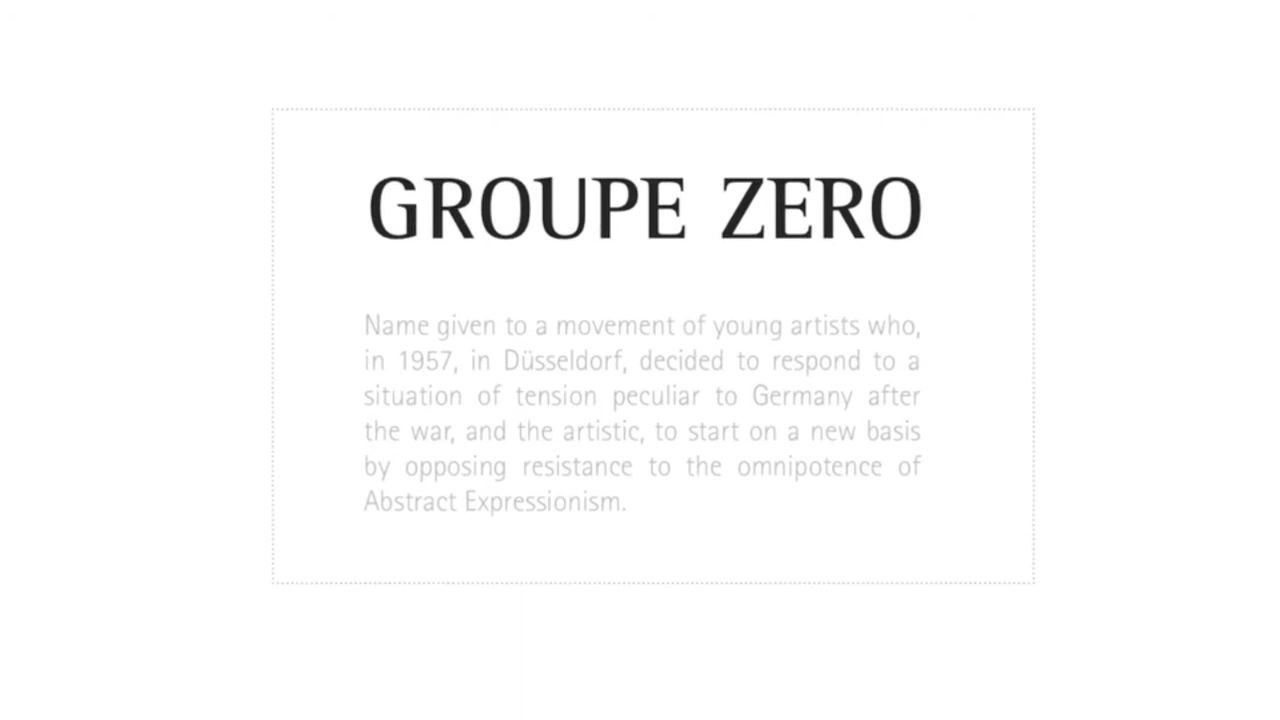 GROUPE ZERO
Name given to a movement of young artists who,
in 1957, in Düsseldorf, decided to respond to a
situation of tension peculiar to Germany after
the war, and the artistic, to start on a new basis
by opposing resistance to the omnipotence of
Abstract Expressionism.